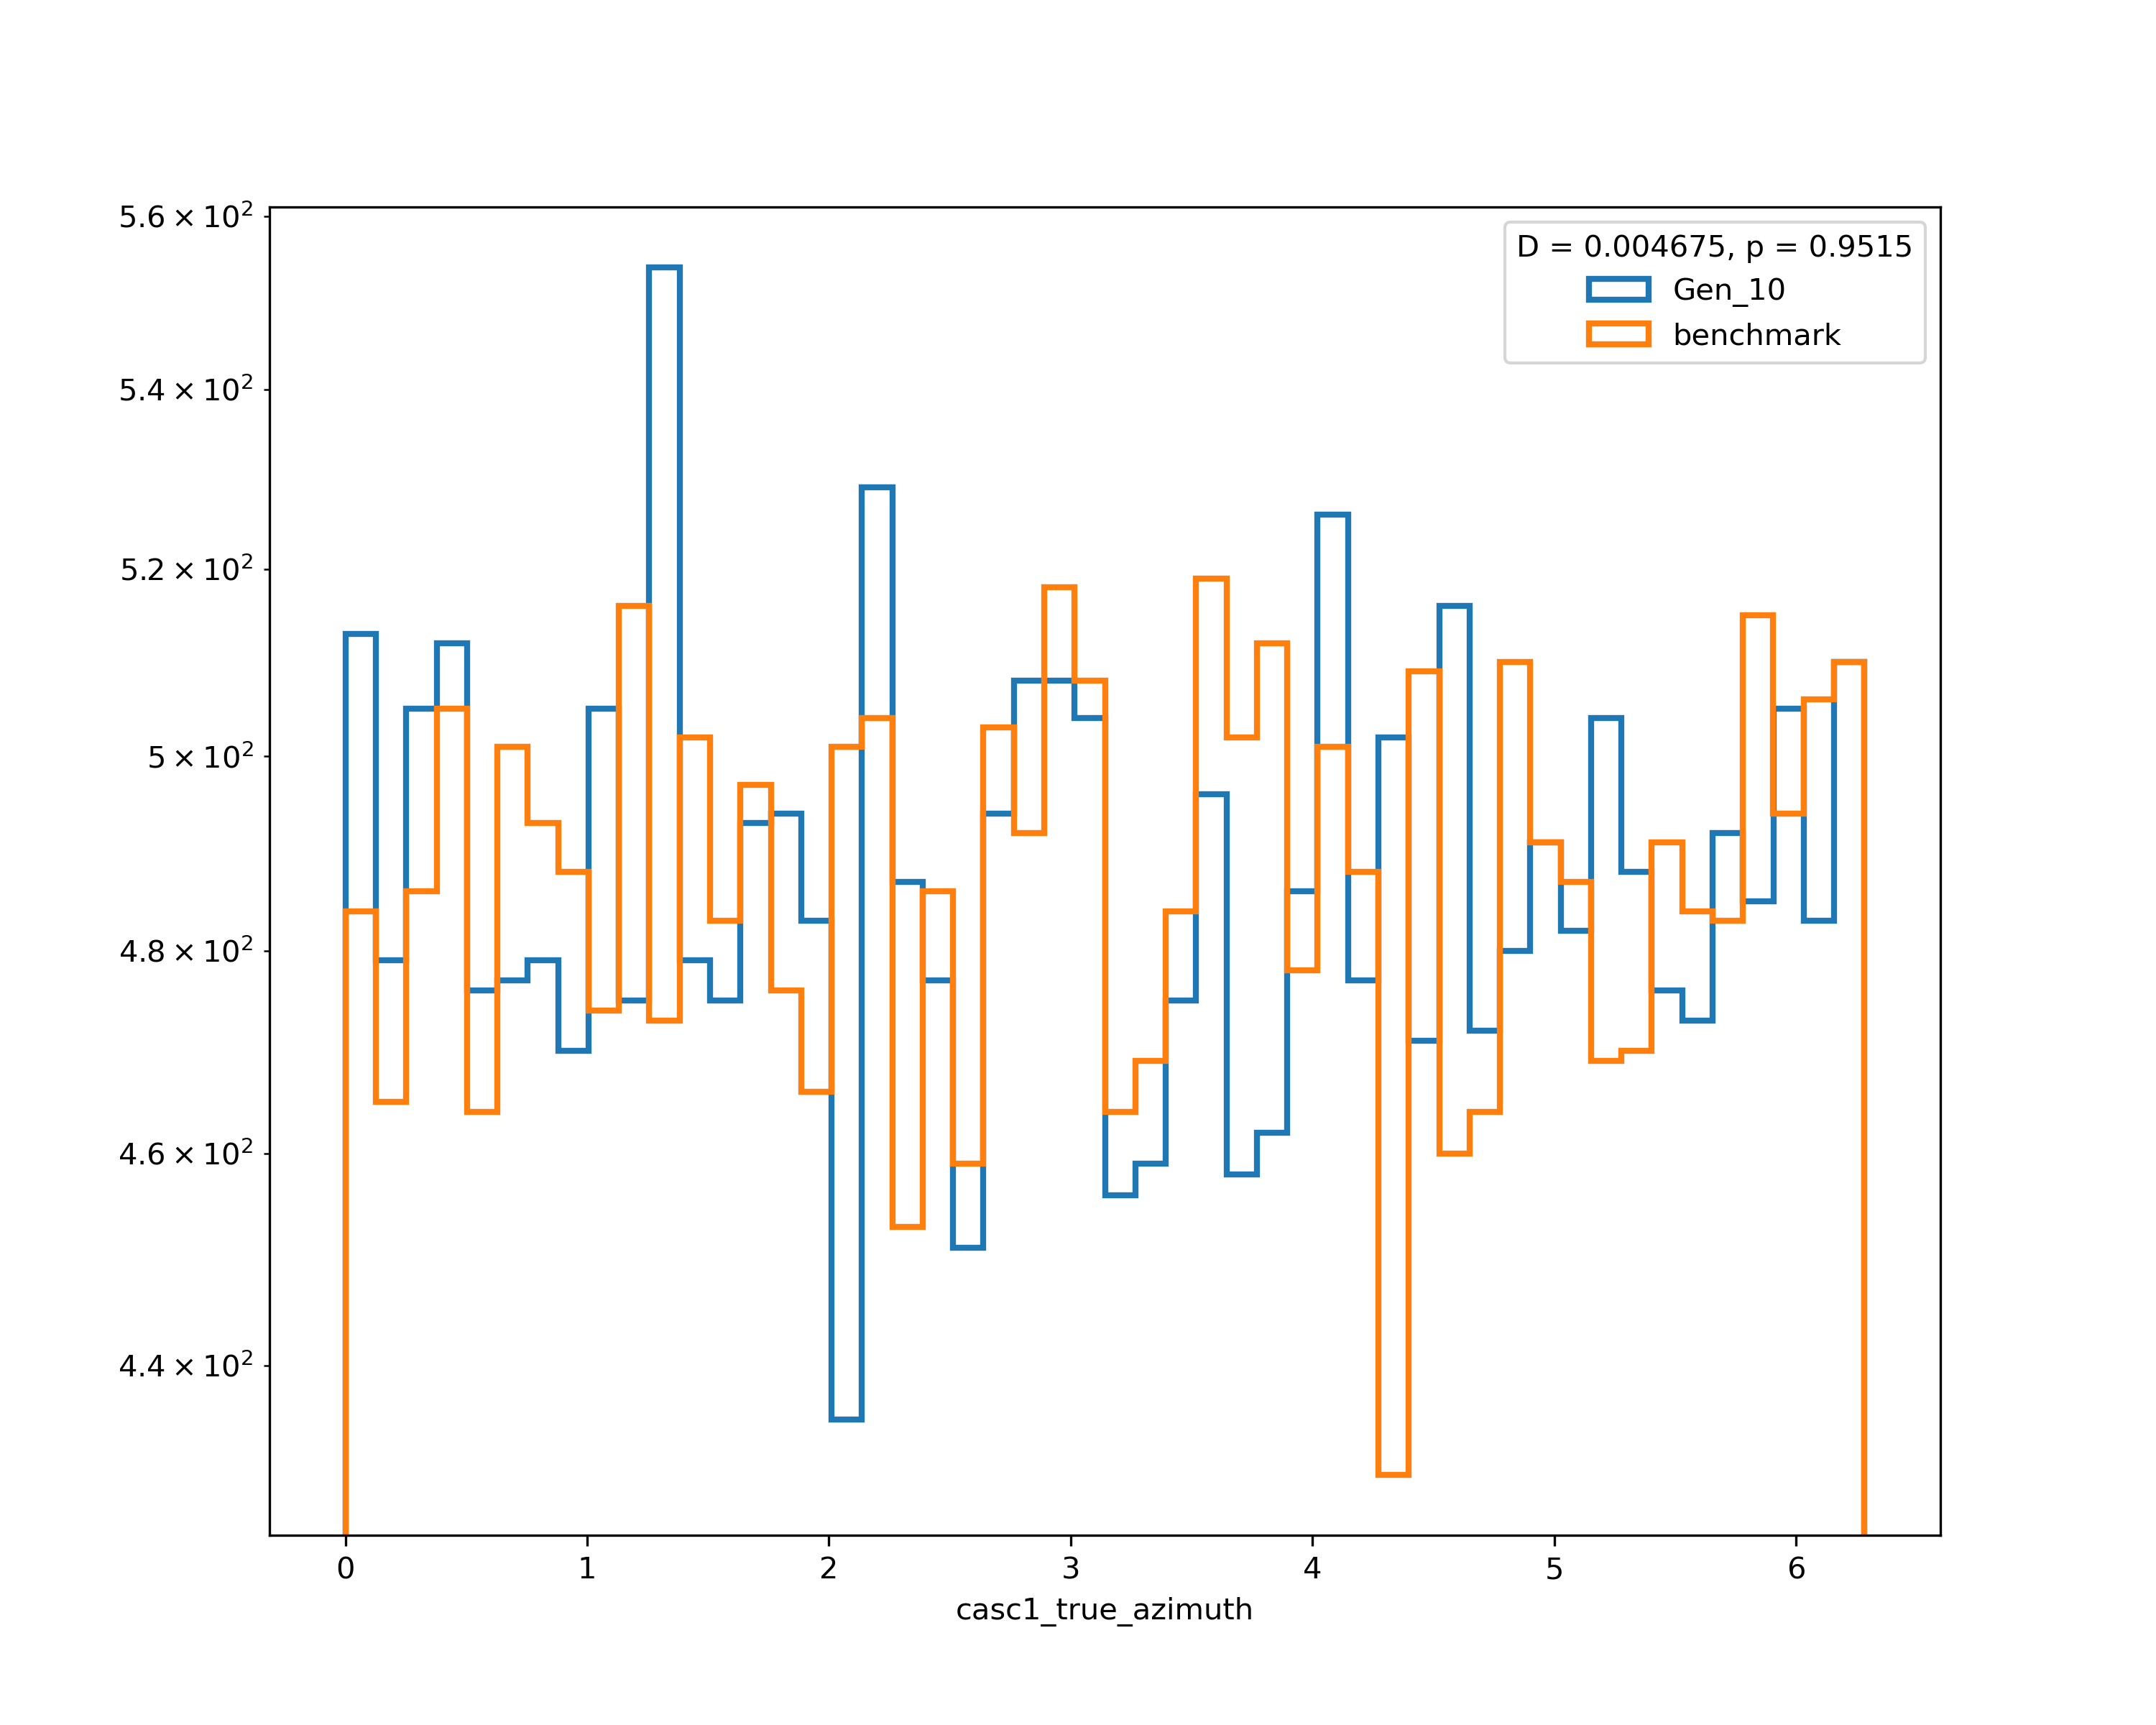 D = 0.004675, p = 0.9515
Gen_10
benchmark
5.6 × 10²
5.4 × 10²
5.2 × 10²
5 × 10²
4.8 × 10²
4.6 × 10²
4.4 × 10²
0 1 2 3 4 5 6
casc1_true_azimuth